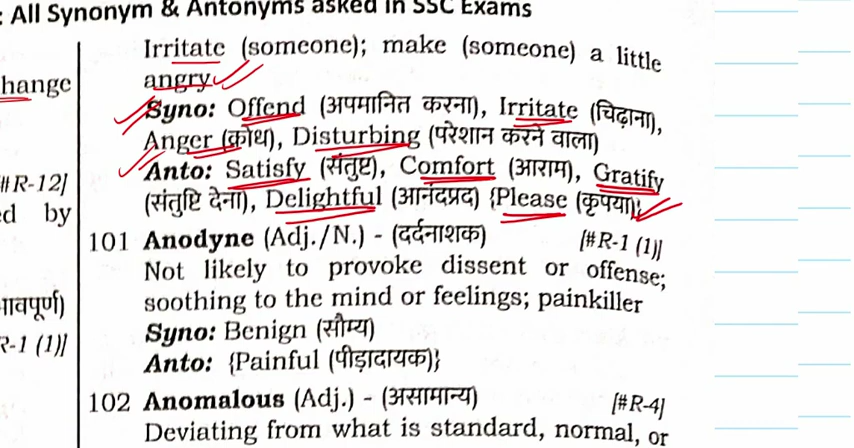 : All Synonym & Antonyms asked in SSC Exams
hange
#R-12]
d by
भावपूर्ण)
R-1 (1)]
Irritate (someone); make (someone) a little
angry
Syno: Offend (अपमानित करना), Irritate (चिढ़ाना),
Anger (क्रोध), Disturbing (परेशान करने वाला)
Anto: Satisfy (संतुष्ट), Comfort (आराम), Gratify
(संतुष्टि देना), Delightful (आनंदप्रद) {Please (कृपया)}
101 Anodyne (Adj./N.) - (दर्दनाशक) [#R-1 (1)]
Not likely to provoke dissent or offense;
soothing to the mind or feelings; painkiller
Syno: Benign (सौम्य)
Anto: {Painful (पीड़ादायक)}
102 Anomalous (Adj.) - (असामान्य) [#R-4]
Deviating from what is standard, normal, or